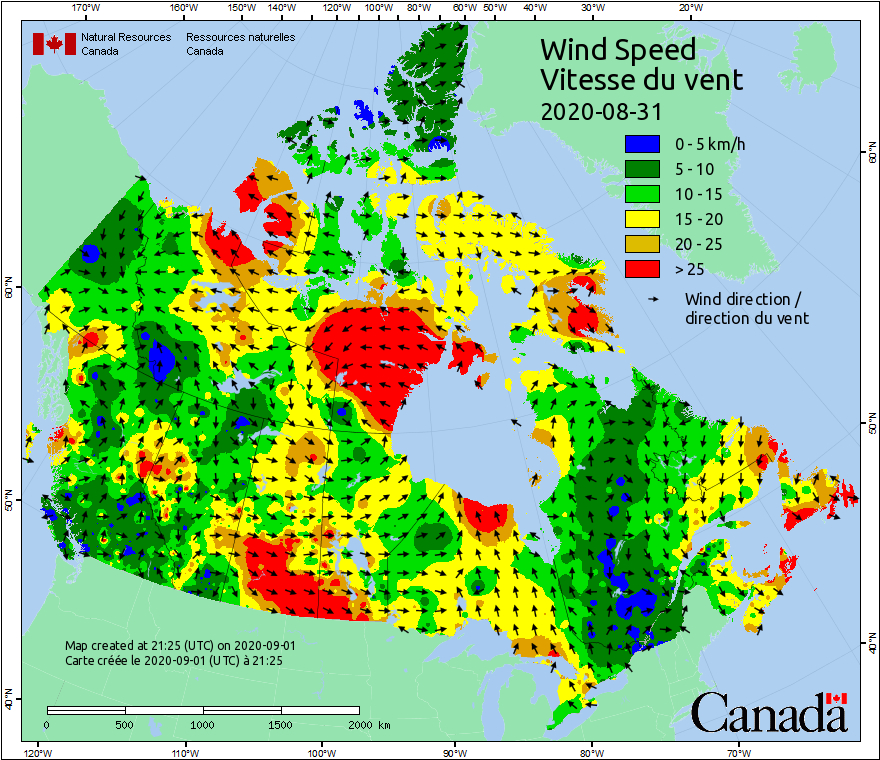 170°W 160°W 150°W 140°W 120°W 100°W 80°W 60°W 50°W 40°W 30°W 20°W
Natural Resources Ressources naturelles
Canada Canada
Wind Speed
Vitesse du vent
2020-08-31
0 - 5 km/h
5 - 10
10 - 15
15 - 20
20 - 25
> 25
Wind direction /
direction du vent
60°N
60°N
50°N
50°N
40°N
40°N
Map created at 21:25 (UTC) on 2020-09-01
Carte créée le 2020-09-01 (UTC) à 21:25
0 500 1000 1500 2000 km
Canada
120°W 110°W 100°W 90°W 80°W 70°W